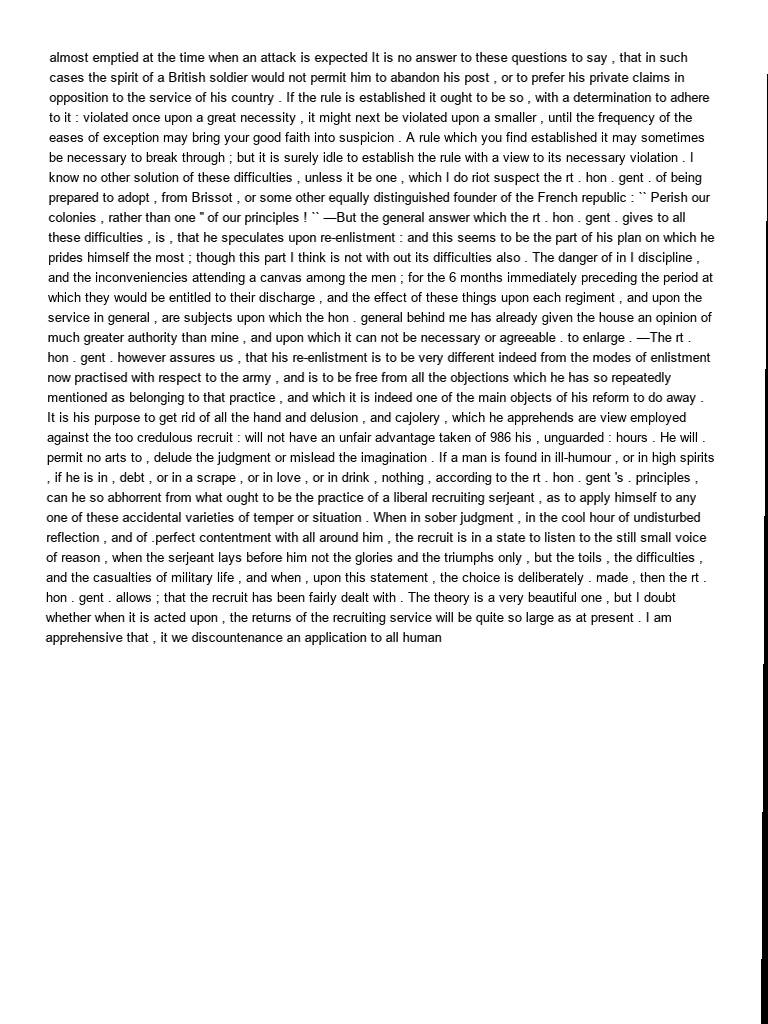 almost emptied at the time when an attack is expected It is no answer to these questions to say , that in such
cases the spirit of a British soldier would not permit him to abandon his post , or to prefer his private claims in
opposition to the service of his country . If the rule is established it ought to be so , with a determination to adhere
to it : violated once upon a great necessity , it might next be violated upon a smaller , until the frequency of the
eases of exception may bring your good faith into suspicion . A rule which you find established it may sometimes
be necessary to break through ; but it is surely idle to establish the rule with a view to its necessary violation . I
know no other solution of these difficulties , unless it be one , which I do riot suspect the rt . hon . gent . of being
prepared to adopt , from Brissot , or some other equally distinguished founder of the French republic : `` Perish our
colonies , rather than one " of our principles ! `` —But the general answer which the rt . hon . gent . gives to all
these difficulties , is , that he speculates upon re-enlistment : and this seems to be the part of his plan on which he
prides himself the most ; though this part I think is not with out its difficulties also . The danger of in I discipline ,
and the inconveniencies attending a canvas among the men ; for the 6 months immediately preceding the period at
which they would be entitled to their discharge , and the effect of these things upon each regiment , and upon the
service in general , are subjects upon which the hon . general behind me has already given the house an opinion of
much greater authority than mine , and upon which it can not be necessary or agreeable . to enlarge . —The rt .
hon . gent . however assures us , that his re-enlistment is to be very different indeed from the modes of enlistment
now practised with respect to the army , and is to be free from all the objections which he has so repeatedly
mentioned as belonging to that practice , and which it is indeed one of the main objects of his reform to do away .
It is his purpose to get rid of all the hand and delusion , and cajolery , which he apprehends are view employed
against the too credulous recruit : will not have an unfair advantage taken of 986 his , unguarded : hours . He will .
permit no arts to , delude the judgment or mislead the imagination . If a man is found in ill-humour , or in high spirits
, if he is in , debt , or in a scrape , or in love , or in drink , nothing , according to the rt . hon . gent 's . principles ,
can he so abhorrent from what ought to be the practice of a liberal recruiting serjeant , as to apply himself to any
one of these accidental varieties of temper or situation . When in sober judgment , in the cool hour of undisturbed
reflection , and of .perfect contentment with all around him , the recruit is in a state to listen to the still small voice
of reason , when the serjeant lays before him not the glories and the triumphs only , but the toils , the difficulties ,
and the casualties of military life , and when , upon this statement , the choice is deliberately . made , then the rt .
hon . gent . allows ; that the recruit has been fairly dealt with . The theory is a very beautiful one , but I doubt
whether when it is acted upon , the returns of the recruiting service will be quite so large as at present . I am
apprehensive that , it we discountenance an application to all human